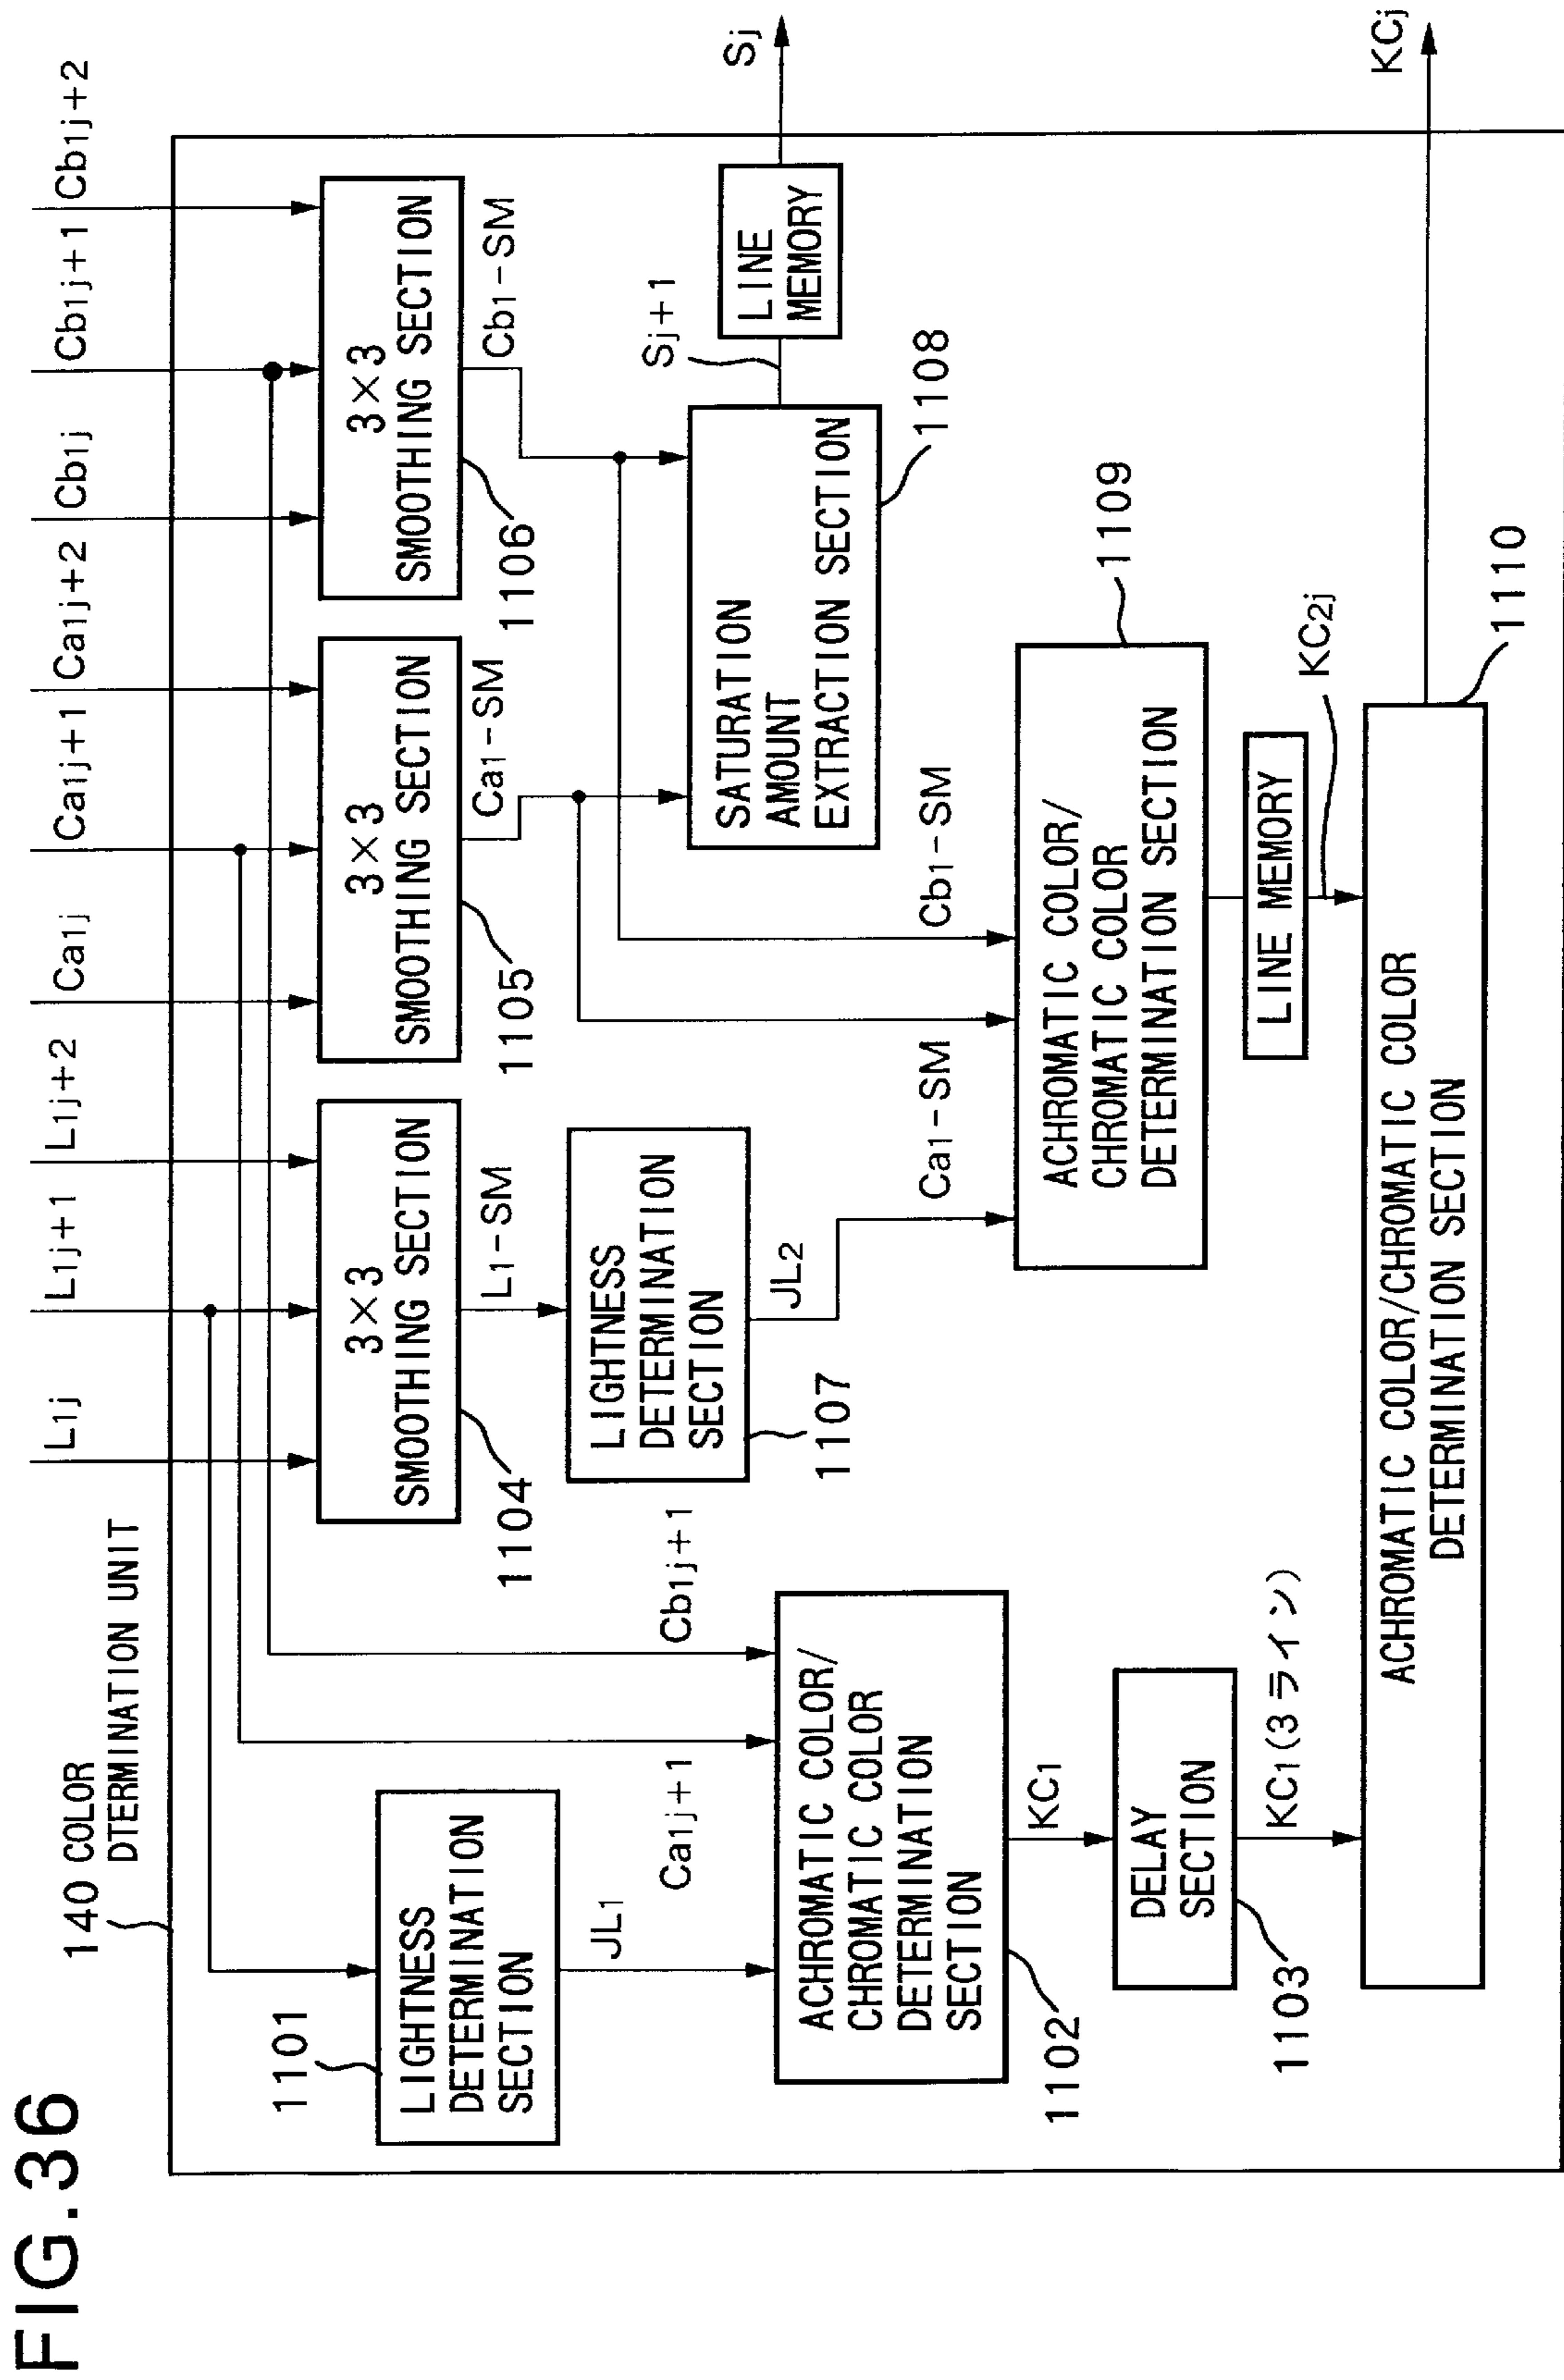 FIG.36
140 COLOR
DTERMINATION UNIT
L1j
L1j+1
L1j+2
Ca1j
Ca1j+1
Ca1j+2
Cb1j
Cb1j+1
Cb1j+2
1101
LIGHTNESS
DETERMINATION
SECTION
JL1
Ca1j+1
Cb1j+1
ACHROMATIC COLOR/
CHROMATIC COLOR
DETERMINATION
SECTION
1102
KC1
DELAY
SECTION
1103
KC1(3ライン)
3×3
SMOOTHING SECTION
1104
L1-SM
LIGHTNESS
DETERMINATION
SECTION
1107
JL2
3×3
SMOOTHING SECTION
1105
Ca1-SM
3×3
SMOOTHING SECTION
1106
Cb1-SM
SATURATION
AMOUNT
EXTRACTION SECTION
1108
Sj+1
LINE
MEMORY
Sj
Ca1-SM
Cb1-SM
ACHROMATIC COLOR/
CHROMATIC COLOR
DETERMINATION SECTION
1109
LINE MEMORY
KC2j
ACHROMATIC COLOR/CHROMATIC COLOR
DETERMINATION SECTION
1110
KCj